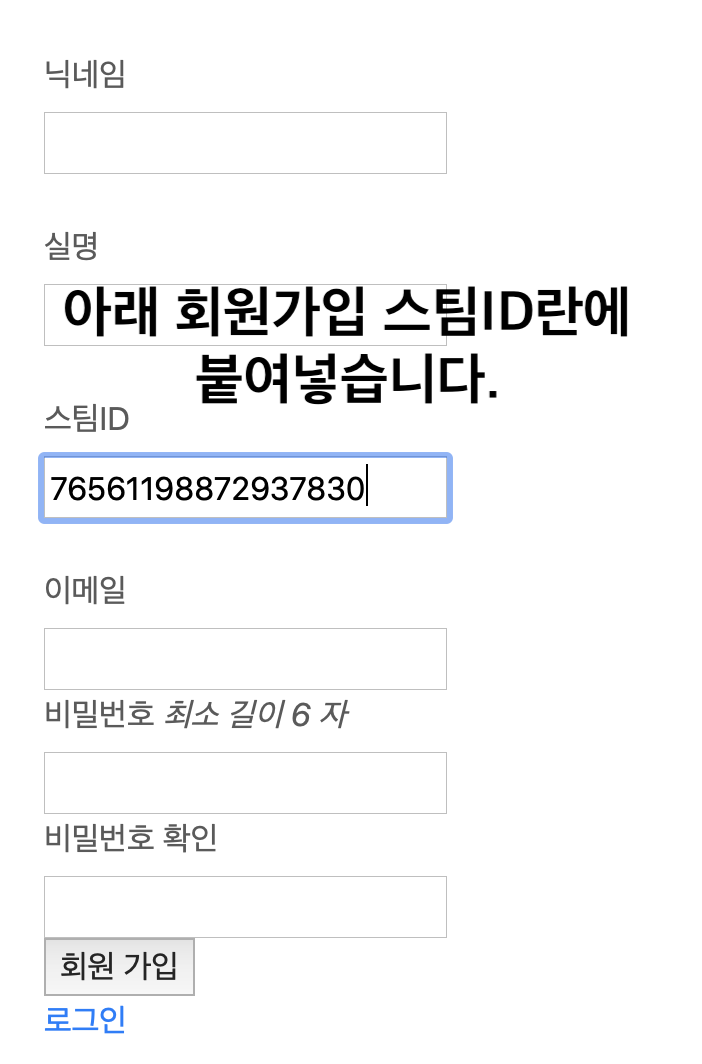 닉네임
실명
아래 회원가입 스팀ID란에
붙여넣습니다.
스팀ID
76561198872937830
이메일
비밀번호 최소 길이 6 자
비밀번호 확인
회원 가입
로그인